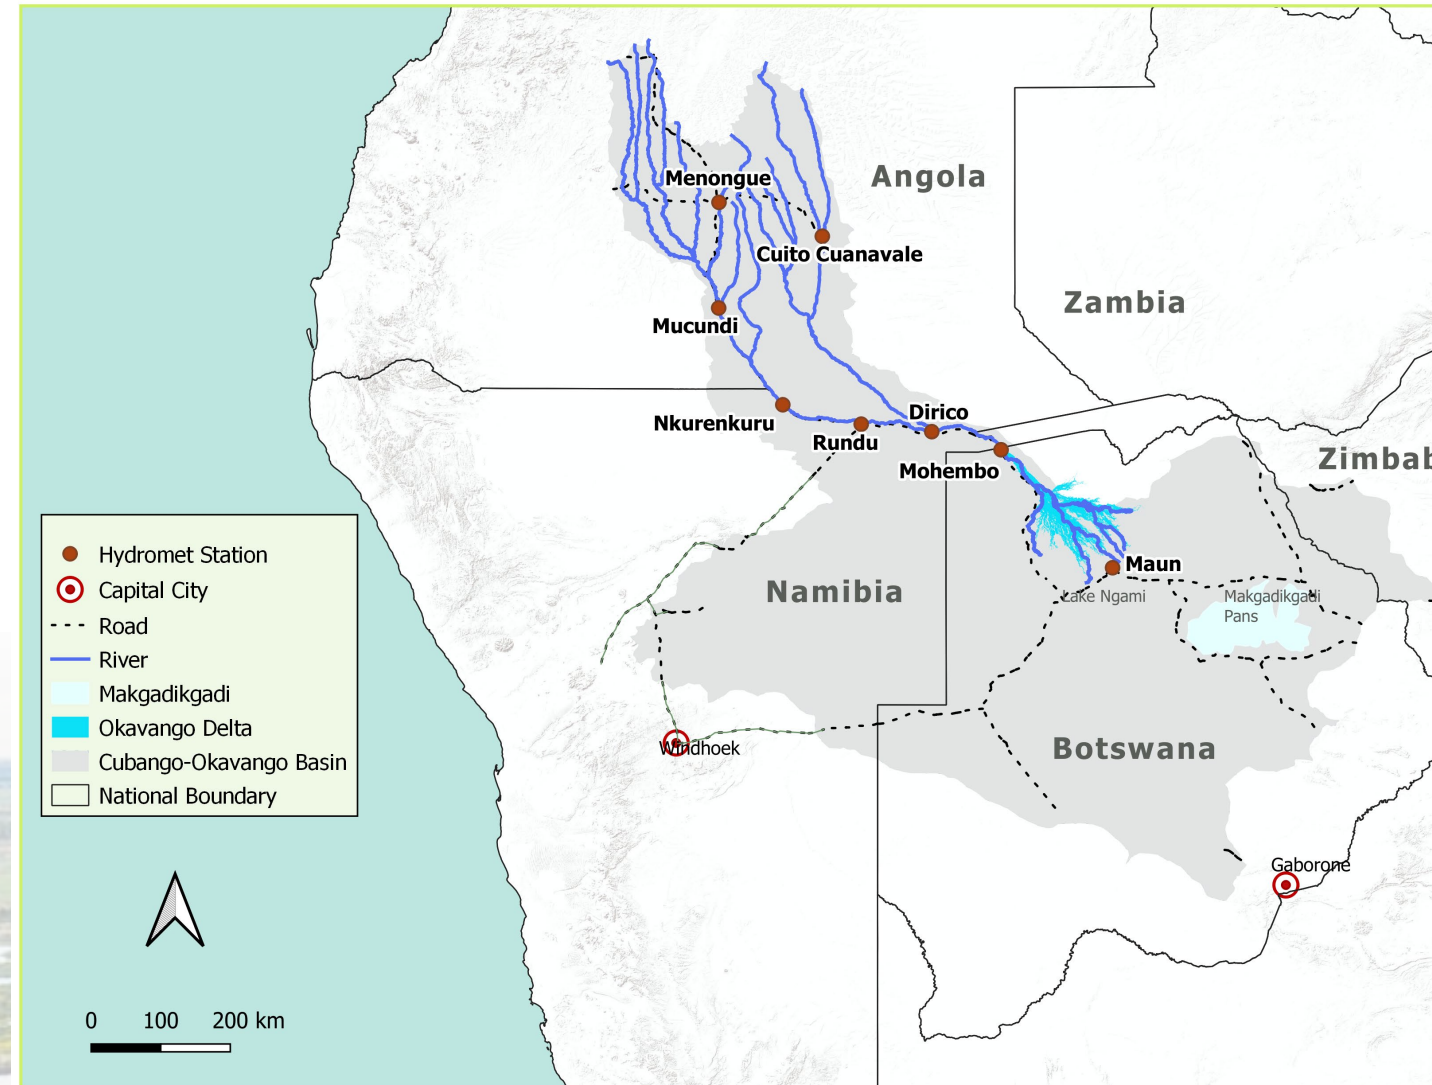 Angola
Menongue
Cuito Cuanavale
Zambia
Mucundi
Dirico
Nkurenkuru
Rundu
Mohembo
Zimbab
Maun
Namibia
Lake Ngami
Makgadikgadi
Pans
Windhoek
Botswana
Gaborone
Hydromet Station
Capital City
Road
River
Makgadikgadi
Okavango Delta
Cubango-Okavango Basin
National Boundary
0 100 200 km